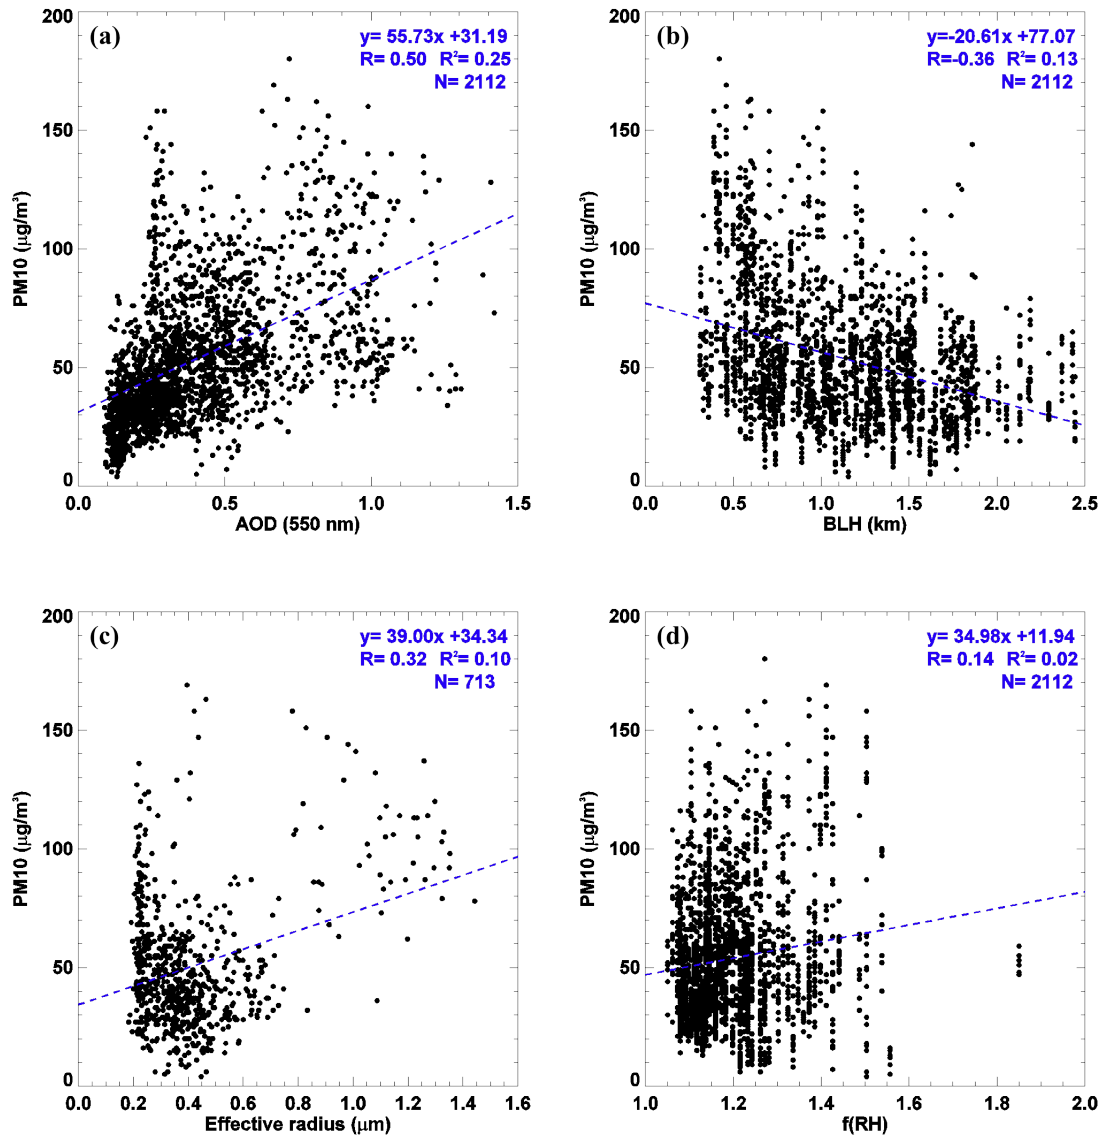 (a)
y= 55.73x +31.19
R= 0.50 R²= 0.25
N= 2112
200
150
100
50
0
PM10 (μg/m³)
0.0 0.5 1.0 1.5
AOD (550 nm)
(b)
y=-20.61x +77.07
R=-0.36 R²= 0.13
N= 2112
200
150
100
50
0
PM10 (μg/m³)
0.0 0.5 1.0 1.5 2.0 2.5
BLH (km)
(c)
y= 39.00x +34.34
R= 0.32 R²= 0.10
N= 713
200
150
100
50
0
PM10 (μg/m³)
0.0 0.2 0.4 0.6 0.8 1.0 1.2 1.4 1.6
Effective radius (μm)
(d)
y= 34.98x +11.94
R= 0.14 R²= 0.02
N= 2112
200
150
100
50
0
PM10 (μg/m³)
1.0 1.2 1.4 1.6 1.8 2.0
f(RH)